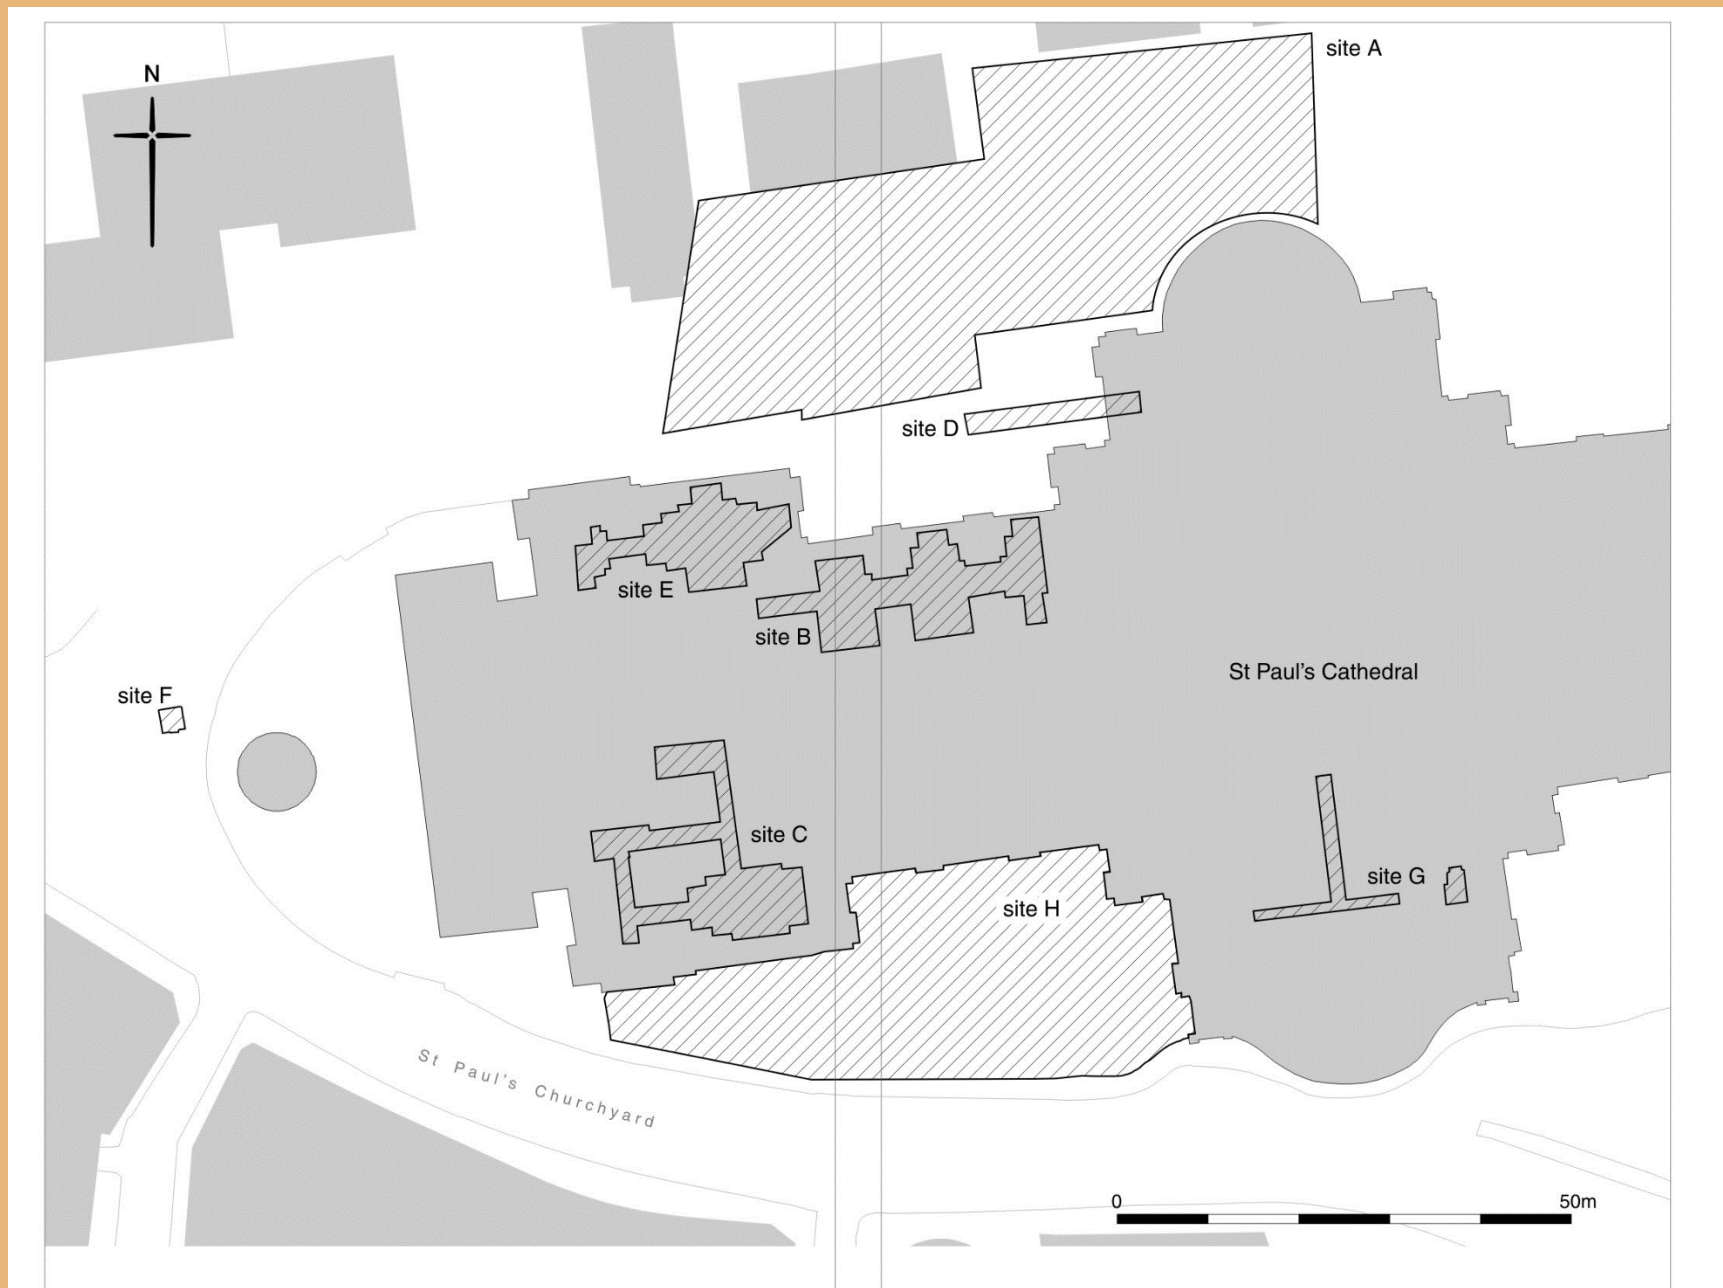 site A
N
site D
site E
site B
St Paul's Cathedral
site F
site C
site G
site H
St Paul's Churchyard
0 50m